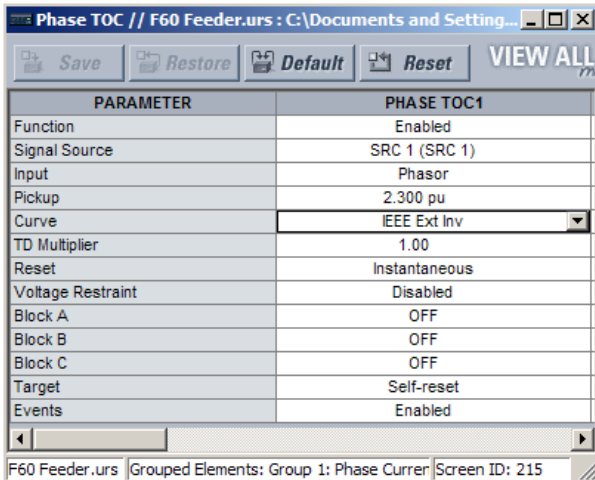 Phase TOC // F60 Feeder.urs : C:\Documents and Setting...
Save Restore Default Reset VIEW ALL
PARAMETER PHASE TOC1
Function Enabled
Signal Source SRC 1 (SRC 1)
Input Phasor
Pickup 2.300 pu
Curve IEEE Ext Inv
TD Multiplier 1.00
Reset Instantaneous
Voltage Restraint Disabled
Block A OFF
Block B OFF
Block C OFF
Target Self-reset
Events Enabled
F60 Feeder.urs Grouped Elements: Group 1: Phase Curren Screen ID: 215